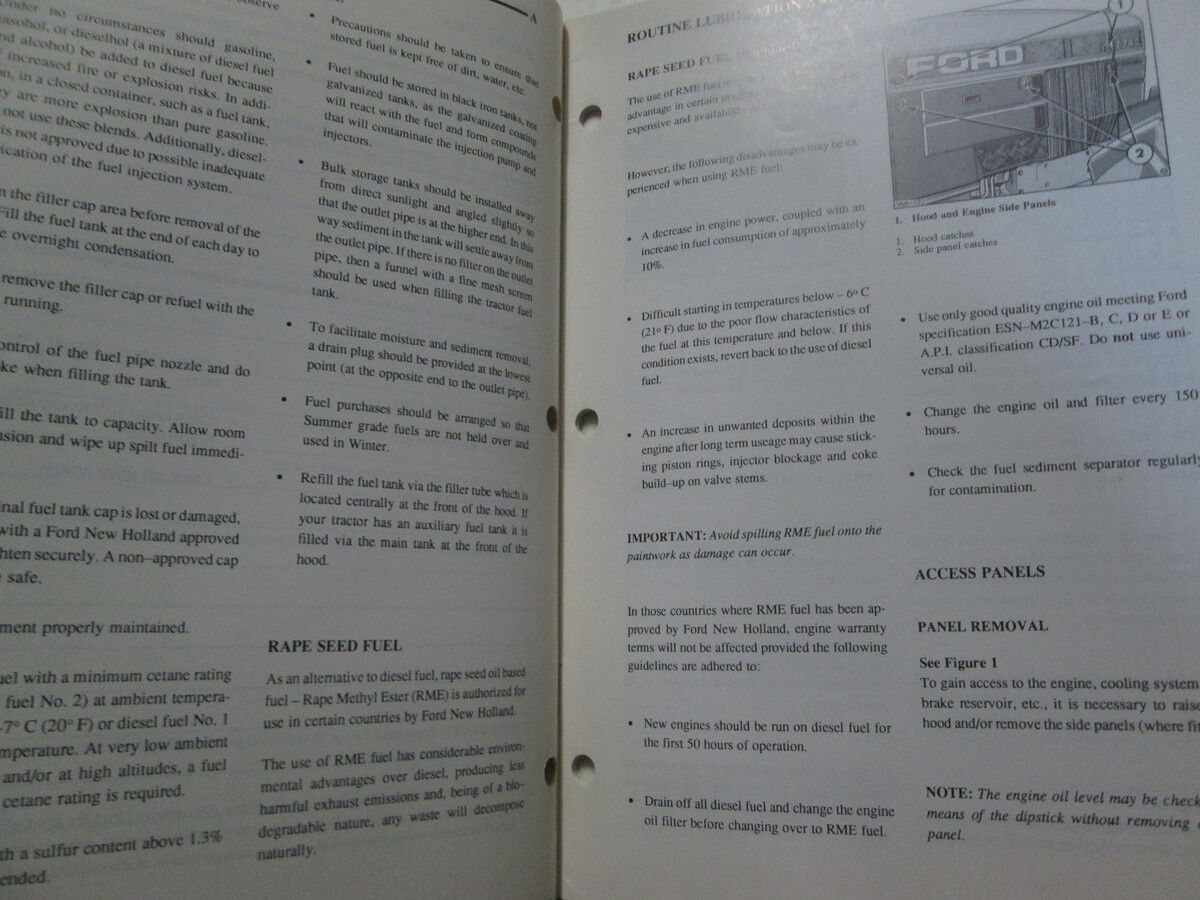 observe
A
under no circumstances should gasoline,
gasohol, or dieselhol (a mixture of diesel fuel
and alcohol) be added to diesel fuel because
increased fire or explosion risks. In addi-
on, in a closed container, such as a fuel tank,
ey are more explosion than pure gasoline.
not use these blends. Additionally, diesel-
is not approved due to possible inadequate
ication of the fuel injection system.
n the filler cap area before removal of the
Fill the fuel tank at the end of each day to
e overnight condensation.
remove the filler cap or refuel with the
running.
ontrol of the fuel pipe nozzle and do
ke when filling the tank.
ill the tank to capacity. Allow room
nsion and wipe up spilt fuel immedi-
inal fuel tank cap is lost or damaged,
with a Ford New Holland approved
hten securely. A non–approved cap
safe.
ment properly maintained.
uel with a minimum cetane rating
fuel No. 2) at ambient tempera-
–7° C (20° F) or diesel fuel No. 1
mperature. At very low ambient
and/or at high altitudes, a fuel
cetane rating is required.
th a sulfur content above 1.3%
ended.
• Precautions should be taken to ensure that
stored fuel is kept free of dirt, water, etc.
• Fuel should be stored in black iron tanks, not
galvanized tanks, as the galvanized coating
will react with the fuel and form compounds
that will contaminate the injection pump and
injectors.
• Bulk storage tanks should be installed away
from direct sunlight and angled slightly so
that the outlet pipe is at the higher end. In this
way sediment in the tank will settle away from
the outlet pipe. If there is no filter on the outlet
pipe, then a funnel with a fine mesh screen
should be used when filling the tractor fuel
tank.
• To facilitate moisture and sediment removal,
a drain plug should be provided at the lowest
point (at the opposite end to the outlet pipe).
• Fuel purchases should be arranged so that
Summer grade fuels are not held over and
used in Winter.
• Refill the fuel tank via the filler tube which is
located centrally at the front of the hood. If
your tractor has an auxiliary fuel tank it is
filled via the main tank at the front of the
hood.
RAPE SEED FUEL
As an alternative to diesel fuel, rape seed oil based
fuel – Rape Methyl Ester (RME) is authorized for
use in certain countries by Ford New Holland.
The use of RME fuel has considerable environ-
mental advantages over diesel, producing less
harmful exhaust emissions and, being of a bio-
degradable nature, any waste will decompose
naturally.
ROUTINE LUBRICATION
RAPE SEED FUEL
The use of RME fuel
advantage in certain
expensive and availability
However, the following disadvantages may be ex-
perienced when using RME fuel:
• A decrease in engine power, coupled with an
increase in fuel consumption of approximately
10%.
• Difficult starting in temperatures below – 6° C
(21° F) due to the poor flow characteristics of
the fuel at this temperature and below. If this
condition exists, revert back to the use of diesel
fuel.
• An increase in unwanted deposits within the
engine after long term useage may cause stick-
ing piston rings, injector blockage and coke
build–up on valve stems.
IMPORTANT: Avoid spilling RME fuel onto the
paintwork as damage can occur.
In those countries where RME fuel has been ap-
proved by Ford New Holland, engine warranty
terms will not be affected provided the following
guidelines are adhered to:
• New engines should be run on diesel fuel for
the first 50 hours of operation.
• Drain off all diesel fuel and change the engine
oil filter before changing over to RME fuel.
1
FORD
2
1. Hood and Engine Side Panels
1. Hood catches
2. Side panel catches
• Use only good quality engine oil meeting Ford
specification ESN–M2C121–B, C, D or E or
A.P.I. classification CD/SF. Do not use uni-
versal oil.
• Change the engine oil and filter every 150
hours.
• Check the fuel sediment separator regularly
for contamination.
ACCESS PANELS
PANEL REMOVAL
See Figure 1
To gain access to the engine, cooling system,
brake reservoir, etc., it is necessary to raise
hood and/or remove the side panels (where fit
NOTE: The engine oil level may be check
means of the dipstick without removing
panel.